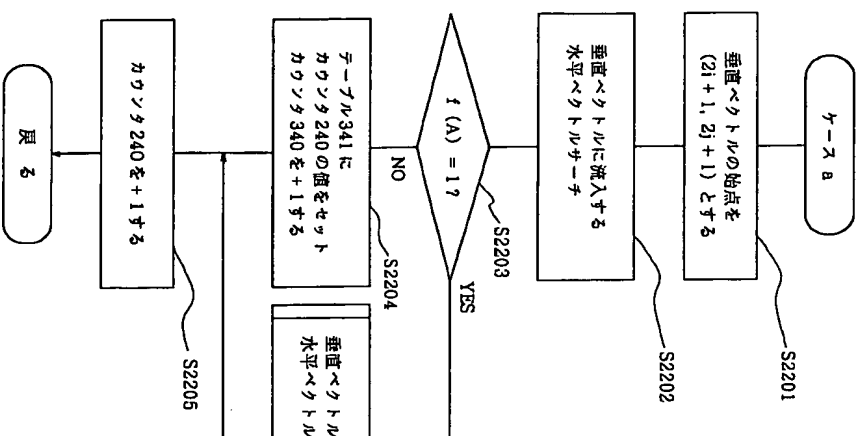 ケース a
垂直ベクトルの始点を
(2i + 1, 2j + 1) とする
S2201
垂直ベクトルに流入する
水平ベクトルサーチ
S2202
f (A) = 1?
S2203
YES
NO
テーブル341に
カウンタ240の値をセット
カウンタ340を+1する
S2204
垂直ベクトル
水平ベクトル
カウンタ240を+1する
S2205
戻 る